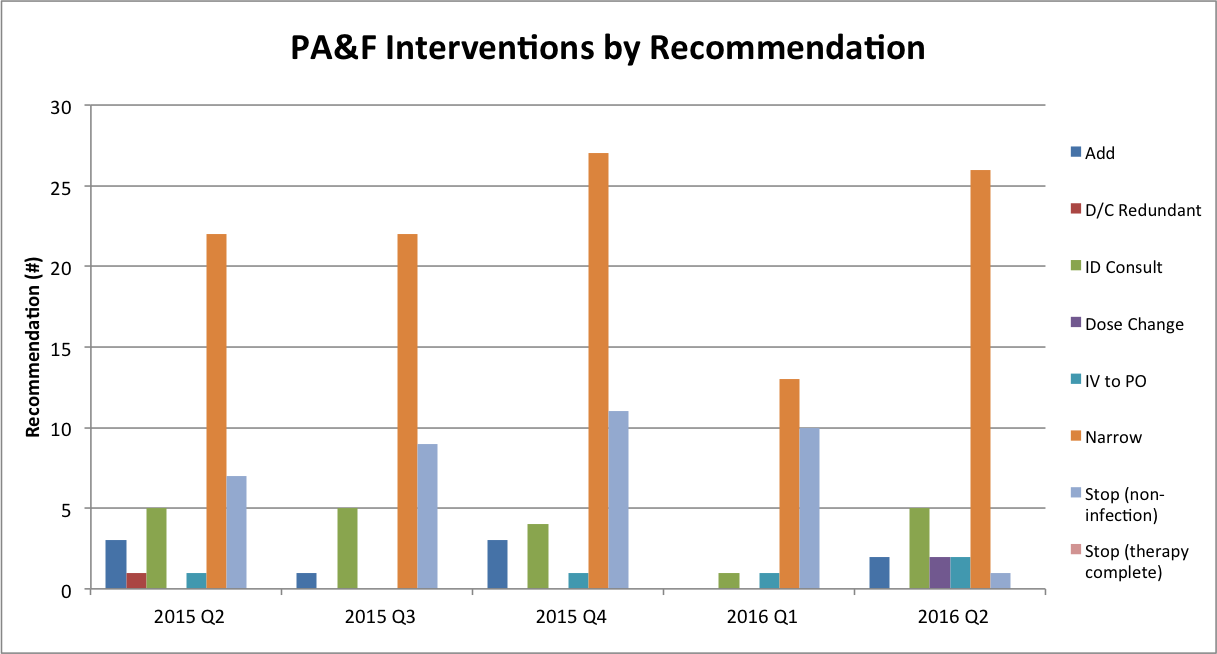 PA&F Interventions by Recommendation
30
25
20
15
10
5
0
Recommendation (#)
2015 Q2
2015 Q3
2015 Q4
2016 Q1
2016 Q2
Add
D/C Redundant
ID Consult
Dose Change
IV to PO
Narrow
Stop (non-
infection)
Stop (therapy
complete)